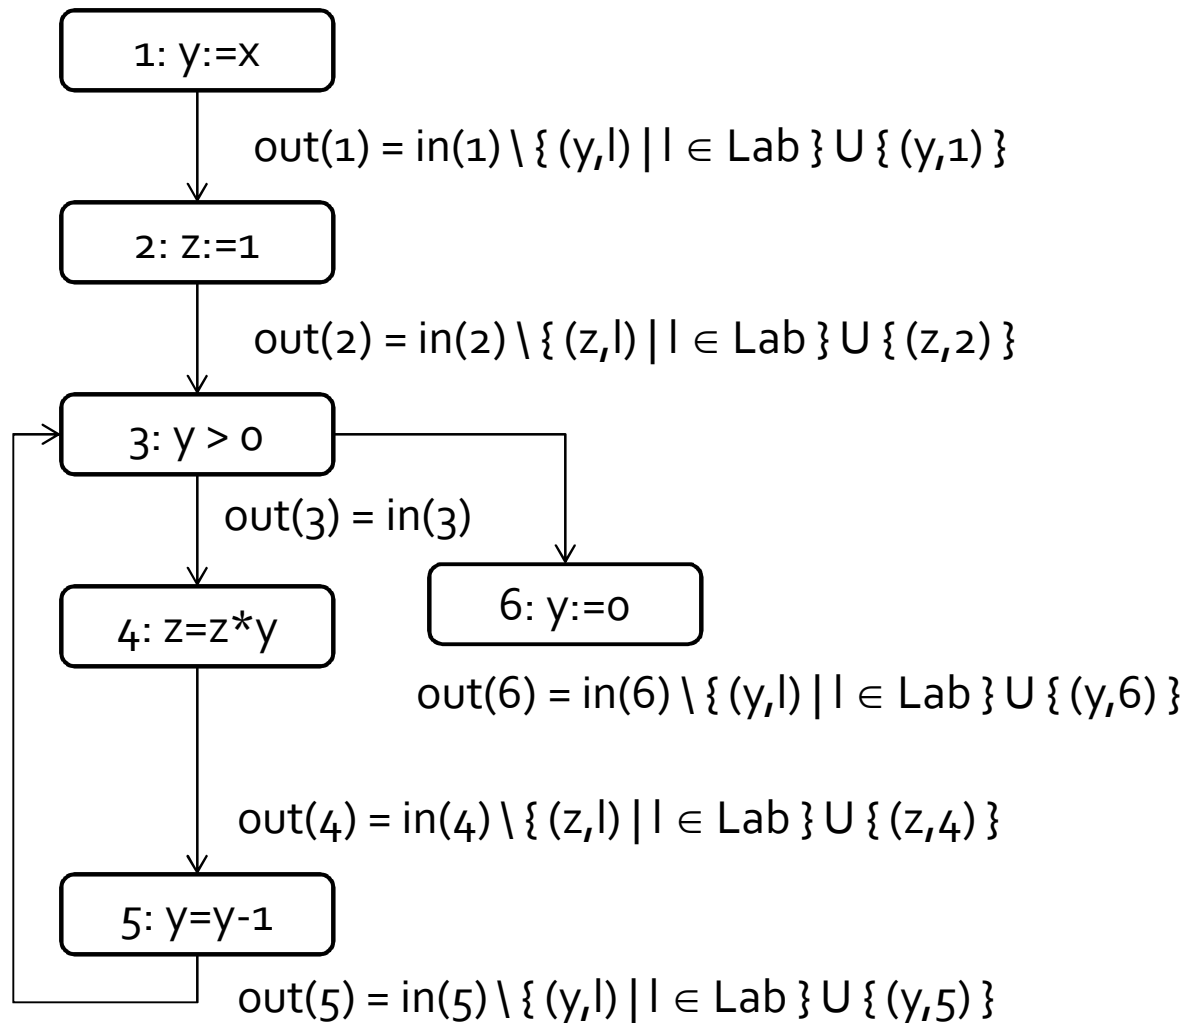 1: y:=x
out(1) = in(1) \ { (y,l) | l ∈ Lab } U { (y,1) }
2: z:=1
out(2) = in(2) \ { (z,l) | l ∈ Lab } U { (z,2) }
3: y > 0
out(3) = in(3)
6: y:=0
4: z=z*y
out(6) = in(6) \ { (y,l) | l ∈ Lab } U { (y,6) }
out(4) = in(4) \ { (z,l) | l ∈ Lab } U { (z,4) }
5: y=y-1
out(5) = in(5) \ { (y,l) | l ∈ Lab } U { (y,5) }